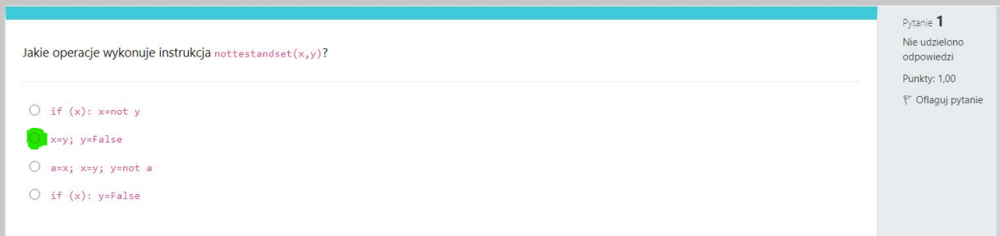 Jakie operacje wykonuje instrukcja nottestandset(x,y)?
if (x): x=not y
x=y; y=False
a=x; x=y; y=not a
if (x): y=False
Pytanie 1
Nie udzielono
odpowiedzi
Punkty: 1,00
Oflaguj pytanie